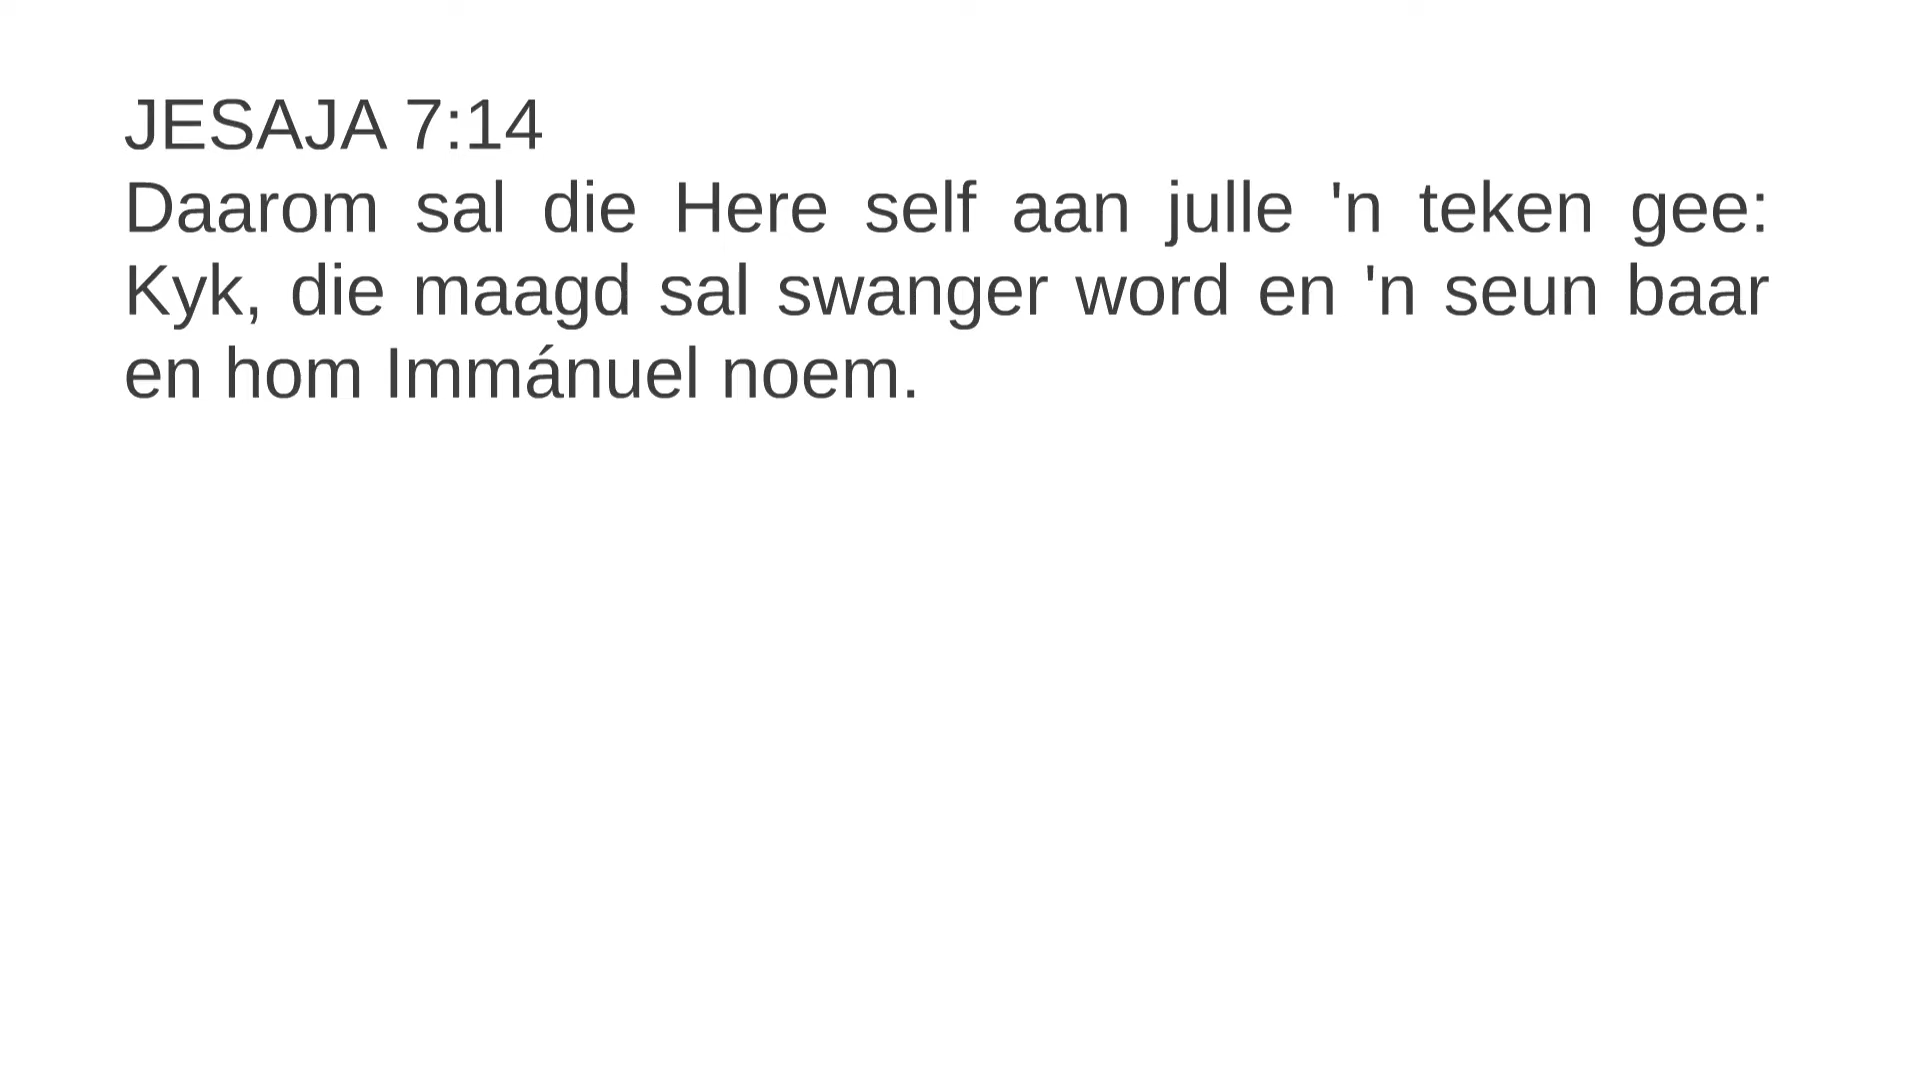 JESAJA 7:14
Daarom sal die Here self aan julle 'n teken gee:
Kyk, die maagd sal swanger word en 'n seun baar
en hom Immánuel noem.